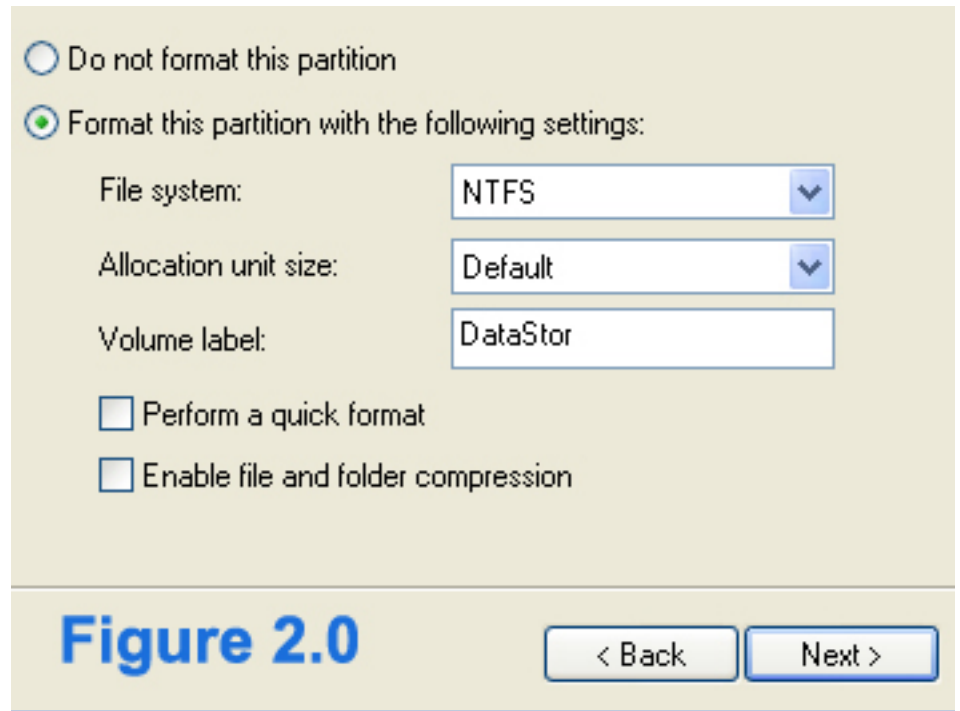 Do not format this partition
Format this partition with the following settings:
File system: NTFS
Allocation unit size: Default
Volume label: DataStor
Perform a quick format
Enable file and folder compression
Figure 2.0 < Back Next >